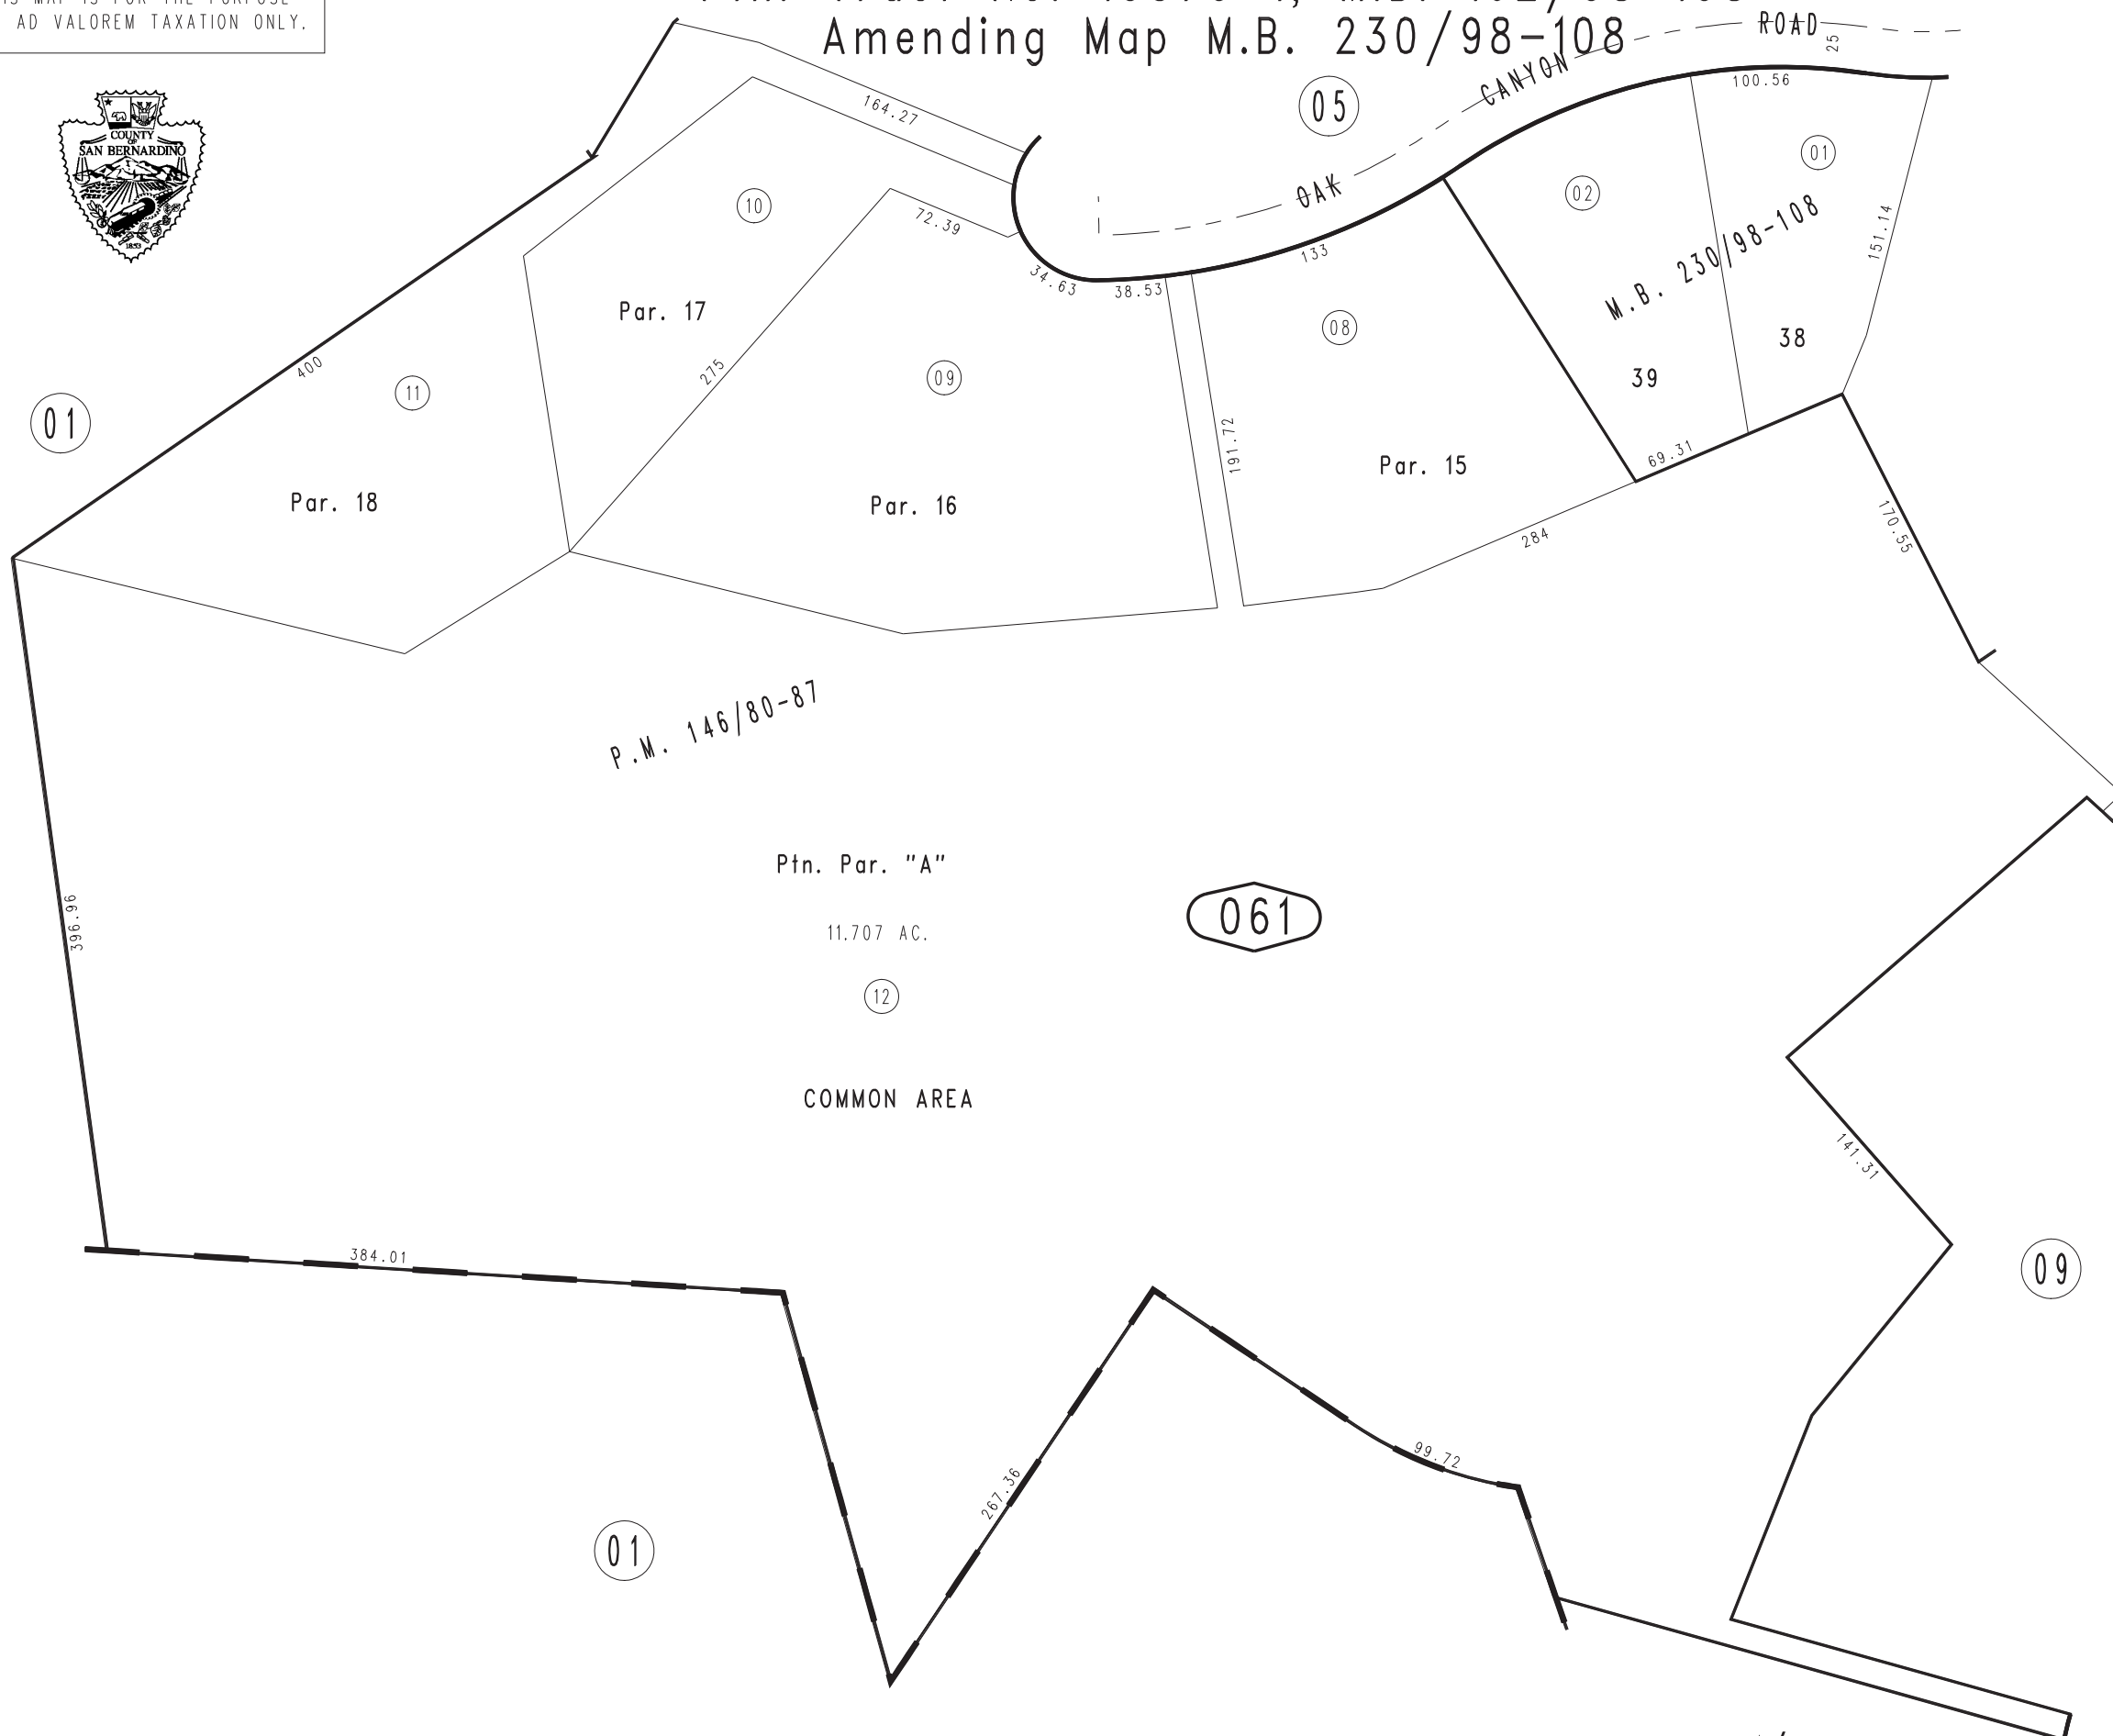 AD VALOREM TAXATION ONLY.
Amending Map M.B. 230/98-108
COUNTY
OF
SAN BERNARDINO
1853
CANYON
ROAD
25
05
OAK
100.56
164.27
01
02
10
72.39
133
151.14
M.B. 230/98-108
34.63
38.53
Par. 17
08
38
39
400
275
11
09
01
191.72
69.31
Par. 18
Par. 16
Par. 15
284
170.55
P.M. 146/80-87
Ptn. Par. "A"
11.707 AC.
12
COMMON AREA
061
396.96
141.31
384.01
09
99.72
267.36
01